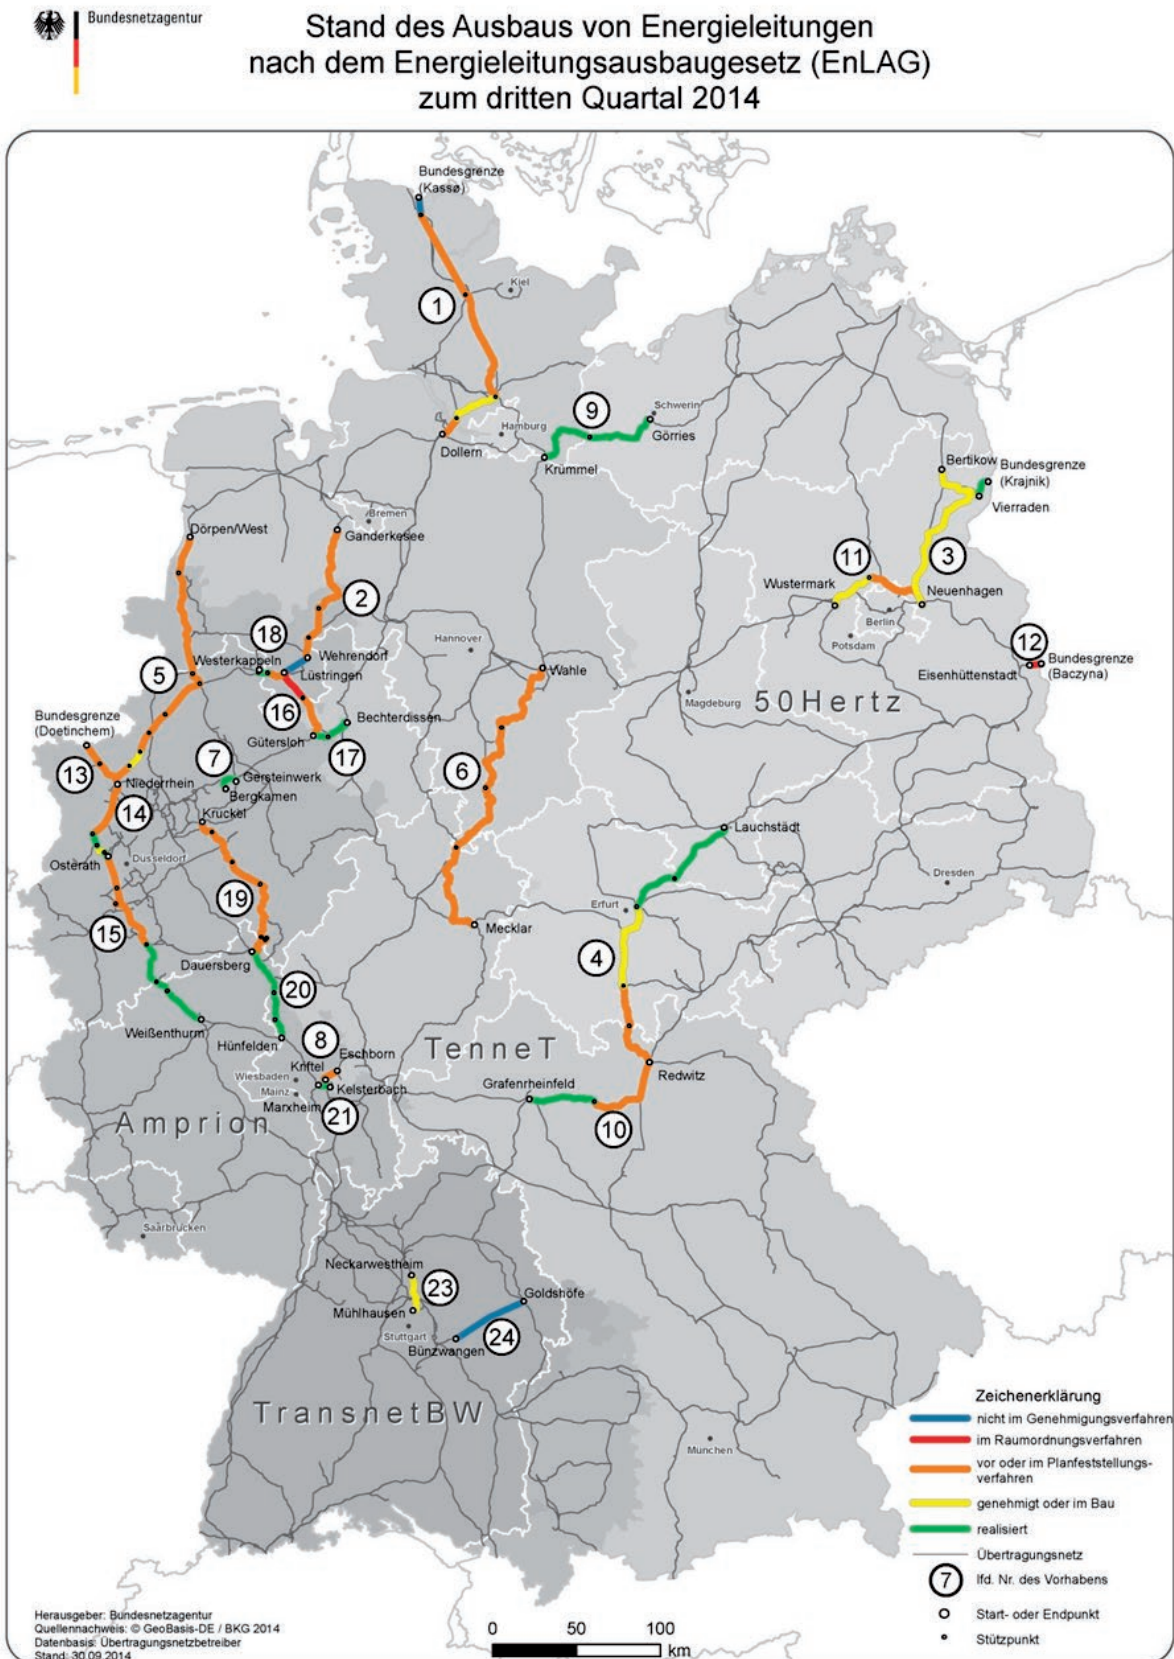 Bundesnetzagentur
Stand des Ausbaus von Energieleitungen
nach dem Energieleitungsausbaugesetz (EnLAG)
zum dritten Quartal 2014
Bundesgrenze
(Kassø)
Kiel
1
9
Schwerin
Hamburg
Görries
Dollern
Krümmel
Bertikow
Bundesgrenze
(Krajnik)
Vierraden
Bremen
Dörpen/West
Ganderkesee
11
3
Wustermark
Neuenhagen
2
Berlin
18
Hannover
Potsdam
12
Westerkappeln
Wehrendorf
Bundesgrenze
(Baczyna)
5
Lüstringen
Wahle
Eisenhüttenstadt
16
Magdeburg
50Hertz
Bundesgrenze
(Doetinchem)
Bechterdissen
Gütersloh
17
13
7
6
Gersteinwerk
Niederrhein
Bergkamen
14
Kruckel
Lauchstädt
Osterath
Düsseldorf
Dresden
19
Erfurt
15
Mecklar
4
Dauersberg
20
Weißenthurm
8
Hünfelden
Eschborn
TenneT
Kriftel
Redwitz
Wiesbaden
Grafenrheinfeld
Mainz
Kelsterbach
Marxheim
21
Amprion
10
Saarbrücken
Neckarwestheim
23
Goldshöfe
Mühlhausen
Stuttgart
24
Bünzwangen
TransnetBW
München
Zeichenerklärung
nicht im Genehmigungsverfahren
im Raumordnungsverfahren
vor oder im Planfeststellungs-
verfahren
genehmigt oder im Bau
realisiert
Übertragungsnetz
7 lfd. Nr. des Vorhabens
Start- oder Endpunkt
Stützpunkt
Herausgeber: Bundesnetzagentur
Quellennachweis: © GeoBasis-DE / BKG 2014
Datenbasis: Übertragungsnetzbetreiber
Stand: 30.09.2014
0 50 100
km